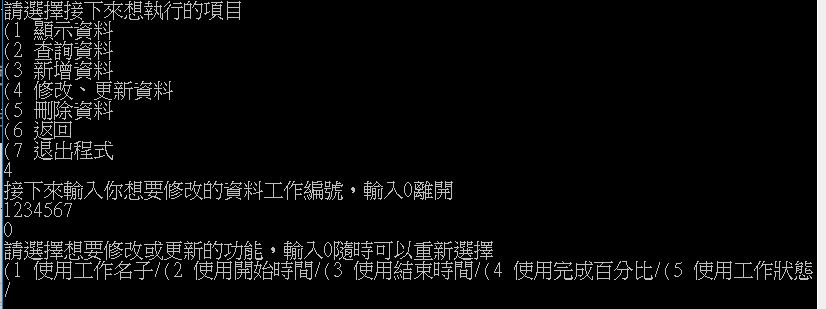 請選擇接下來想執行的項目
(1 顯示資料
(2 查詢資料
(3 新增資料
(4 修改、更新資料
(5 刪除資料
(6 返回
(7 退出程式
4
接下來輸入你想要修改的資料工作編號，輸入0離開
1234567
0
請選擇想要修改或更新的功能，輸入0隨時可以重新選擇
(1 使用工作名子/(2 使用開始時間/(3 使用結束時間/(4 使用完成百分比/(5 使用工作狀態
/